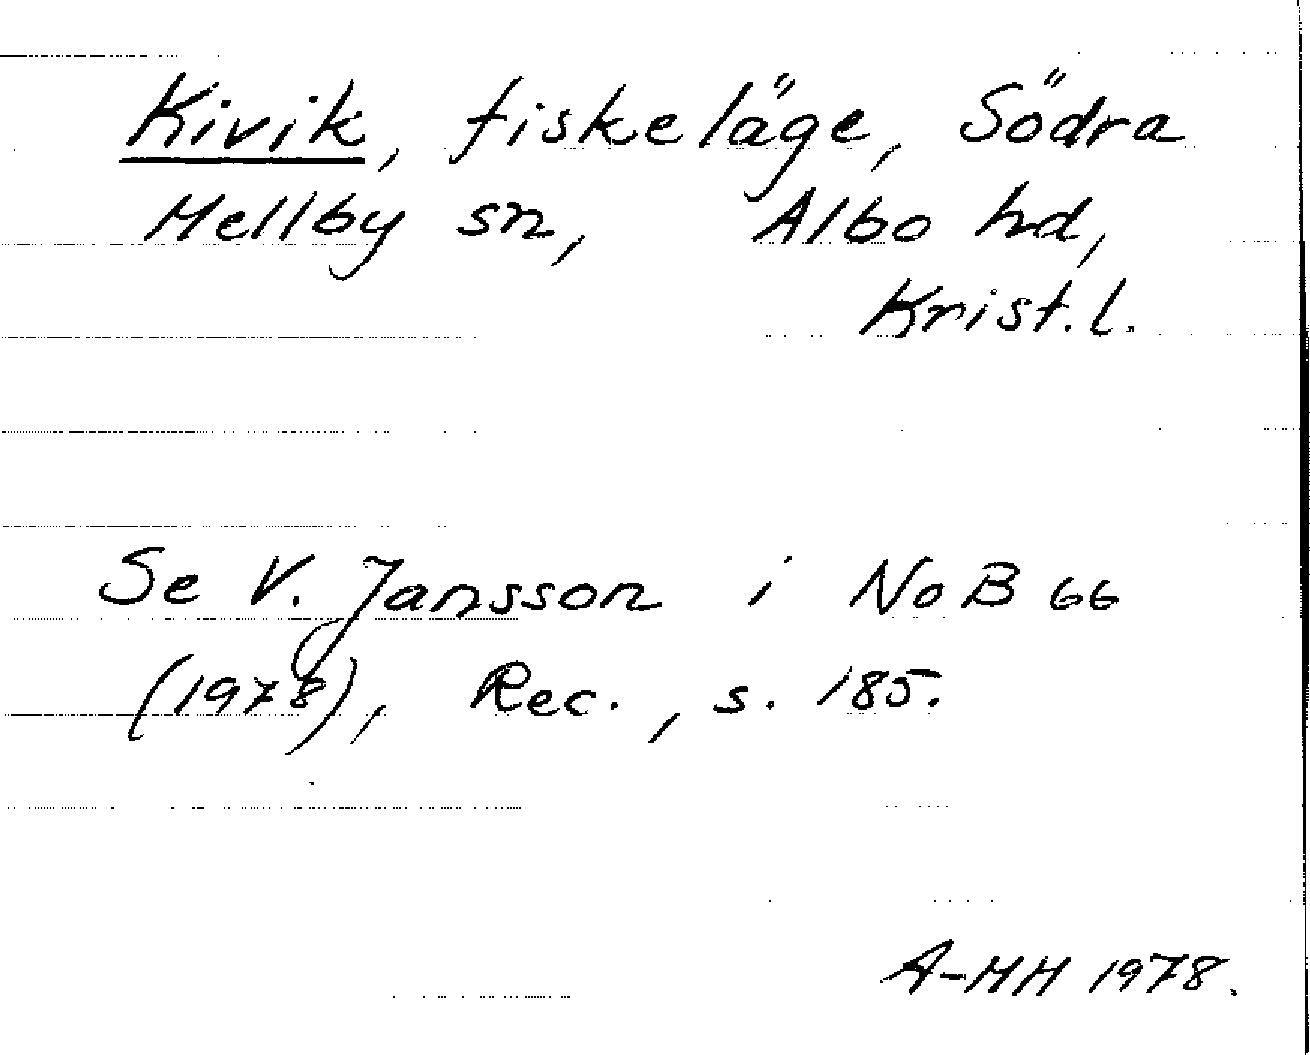 Kivik, fiskeläge, Södra
Mellby sn, Albo hd,
Krist. l.
Se V. Jansson i NoB 66
(1978), Rec., s. 185.
A-MH 1978.